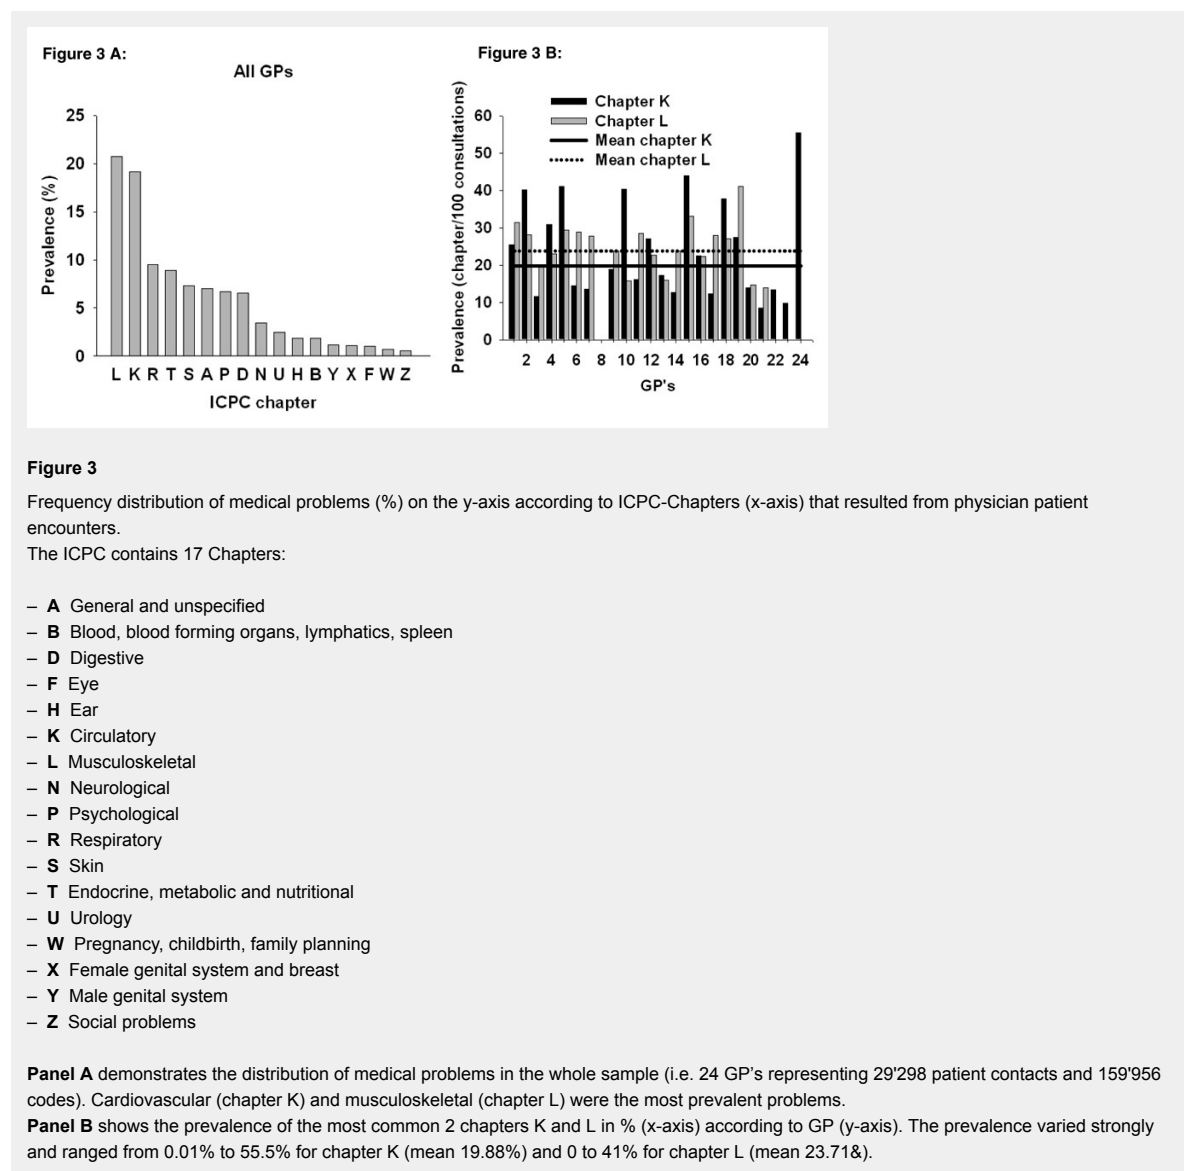 Figure 3 A:
All GPs
Prevalence (%)
25
20
15
10
5
0
L K R T S A P D N U H B Y X F W Z
ICPC chapter
Figure 3 B:
Prevalence (chapter/100 consultations)
Chapter K
Chapter L
Mean chapter K
Mean chapter L
60
50
40
30
20
10
0
2 4 6 8 10 12 14 16 18 20 22 24
GP's
Figure 3
Frequency distribution of medical problems (%) on the y-axis according to ICPC-Chapters (x-axis) that resulted from physician patient
encounters.
The ICPC contains 17 Chapters:
– A General and unspecified
– B Blood, blood forming organs, lymphatics, spleen
– D Digestive
– F Eye
– H Ear
– K Circulatory
– L Musculoskeletal
– N Neurological
– P Psychological
– R Respiratory
– S Skin
– T Endocrine, metabolic and nutritional
– U Urology
– W Pregnancy, childbirth, family planning
– X Female genital system and breast
– Y Male genital system
– Z Social problems
Panel A demonstrates the distribution of medical problems in the whole sample (i.e. 24 GP’s representing 29'298 patient contacts and 159'956
codes). Cardiovascular (chapter K) and musculoskeletal (chapter L) were the most prevalent problems.
Panel B shows the prevalence of the most common 2 chapters K and L in % (x-axis) according to GP (y-axis). The prevalence varied strongly
and ranged from 0.01% to 55.5% for chapter K (mean 19.88%) and 0 to 41% for chapter L (mean 23.71&).